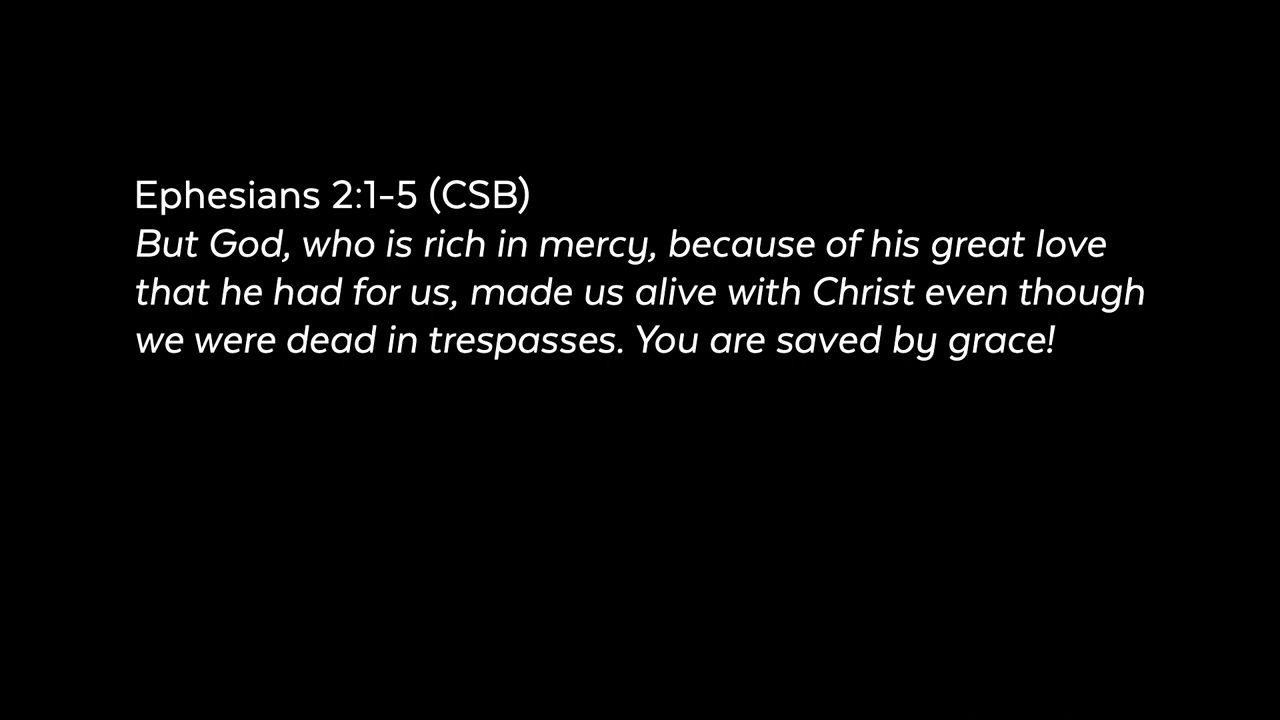 Ephesians 2:1-5 (CSB)
But God, who is rich in mercy, because of his great love
that he had for us, made us alive with Christ even though
we were dead in trespasses. You are saved by grace!